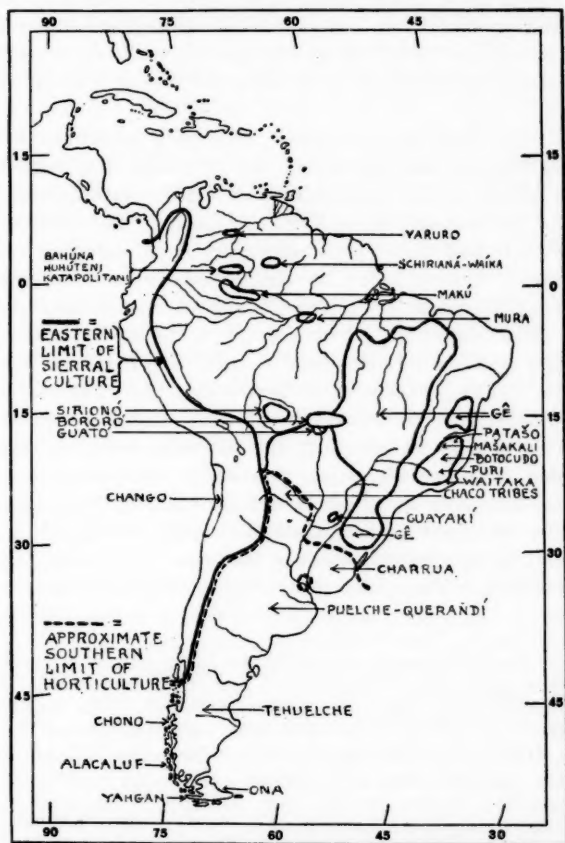 90 75 60 45
15 15
YARURO
BAHÚNA
HUHÚTENI
KATAPOLÍTANI
SCHIRIANÁ-WAÍKA
0 0
MAKÚ
MURA
EASTERN
LIMIT OF
SIERRAL
CULTURE
SIRIONÓ
BORORO
GUATÓ
15 15
GÊ
PATAŠO
MAŠAKALI
BOTOCUDO
PURI
WAITAKA
CHACO TRIBES
CHANGO
GUAYAKÍ
GÊ
30 30
CHARRUA
PUELCHE-QUERANDÍ
APPROXIMATE
SOUTHERN
LIMIT OF
HORTICULTURE
45 45
TEHUELCHE
CHONO
ALACALUF
ONA
YAHGAN
90 75 60 45 30